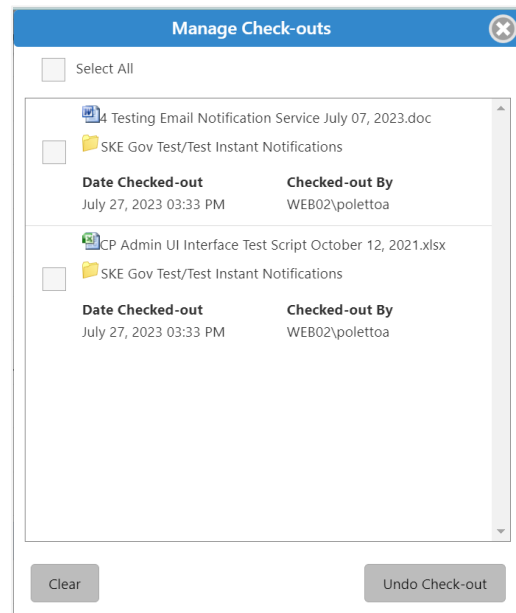 Manage Check-outs
Select All
4 Testing Email Notification Service July 07, 2023.doc
SKE Gov Test/Test Instant Notifications
Date Checked-out Checked-out By
July 27, 2023 03:33 PM WEB02\polettoa
CP Admin UI Interface Test Script October 12, 2021.xlsx
SKE Gov Test/Test Instant Notifications
Date Checked-out Checked-out By
July 27, 2023 03:33 PM WEB02\polettoa
Clear Undo Check-out